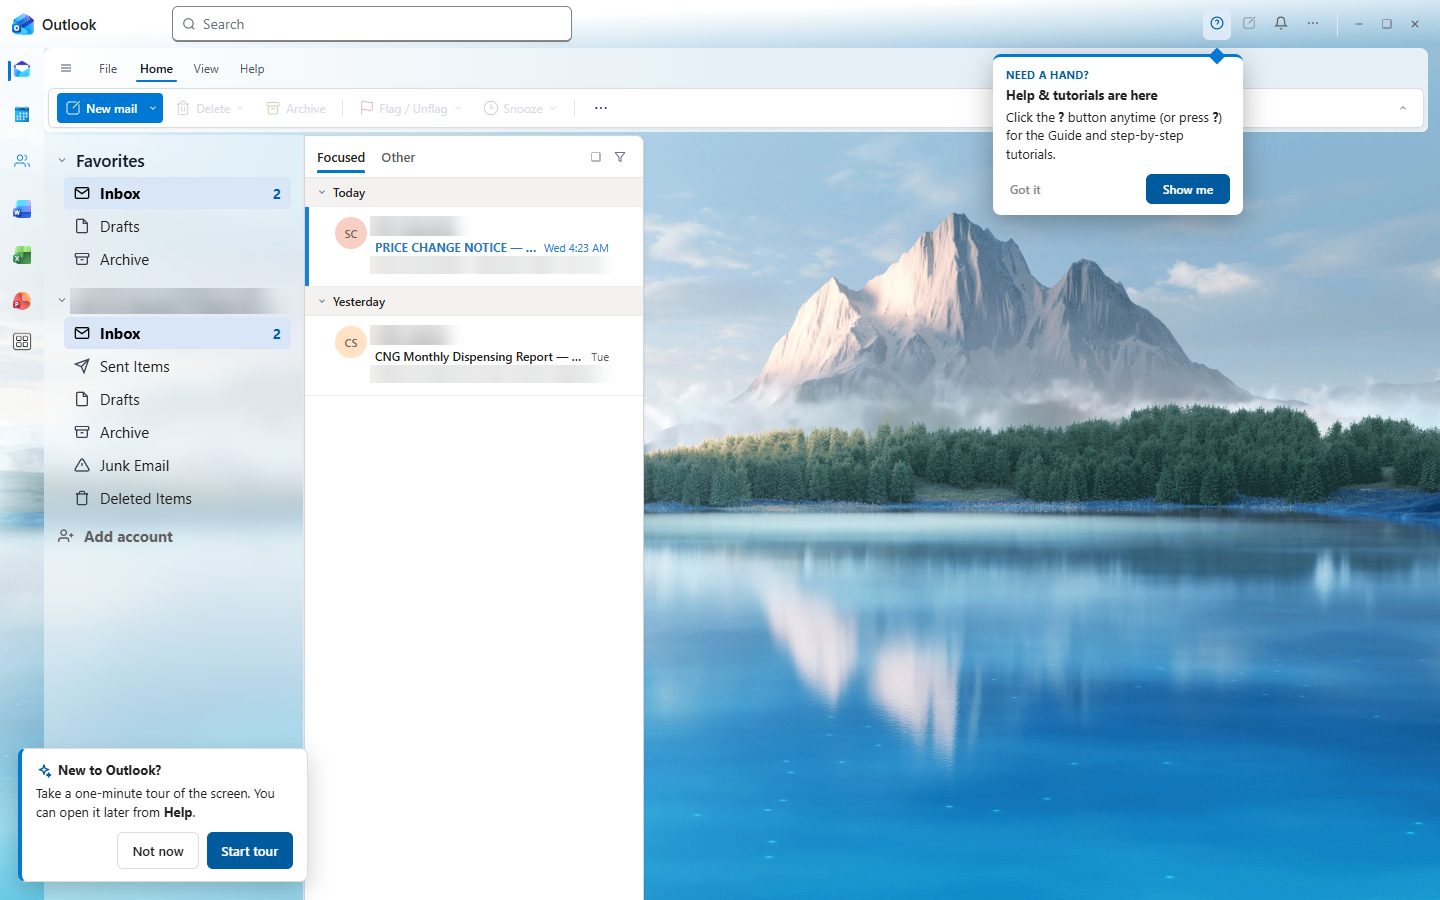 Outlook
Search
File
Home
View
Help
New mail
Delete
Archive
Flag / Unflag
Snooze
NEED A HAND?
Help & tutorials are here
Click the ? button anytime (or press ?)
for the Guide and step-by-step
tutorials.
Got it
Show me
Favorites
Inbox 2
Drafts
Archive
Inbox 2
Sent Items
Drafts
Archive
Junk Email
Deleted Items
Add account
Focused
Other
Today
SC
PRICE CHANGE NOTICE — ... Wed 4:23 AM
Yesterday
CS
CNG Monthly Dispensing Report — ... Tue
New to Outlook?
Take a one-minute tour of the screen. You
can open it later from Help.
Not now
Start tour